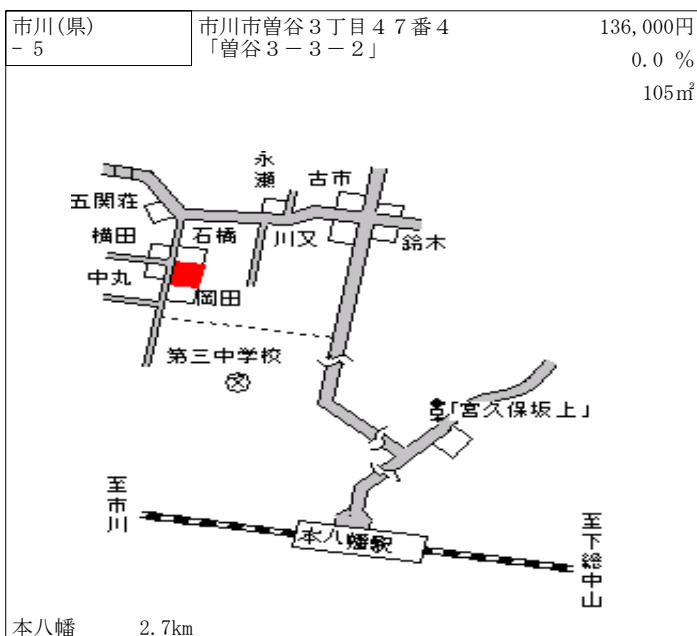 市川(県)
- 5
市川市曽谷３丁目４７番４
「曽谷３－３－２」
136,000円
0.0 %
105㎡
永瀬
古市
五関荘
横田
石橋
川又
鈴木
中丸
岡田
第三中学校
文
「宮久保坂上」
至市川
本八幡駅
至下総中山
本八幡 2.7km